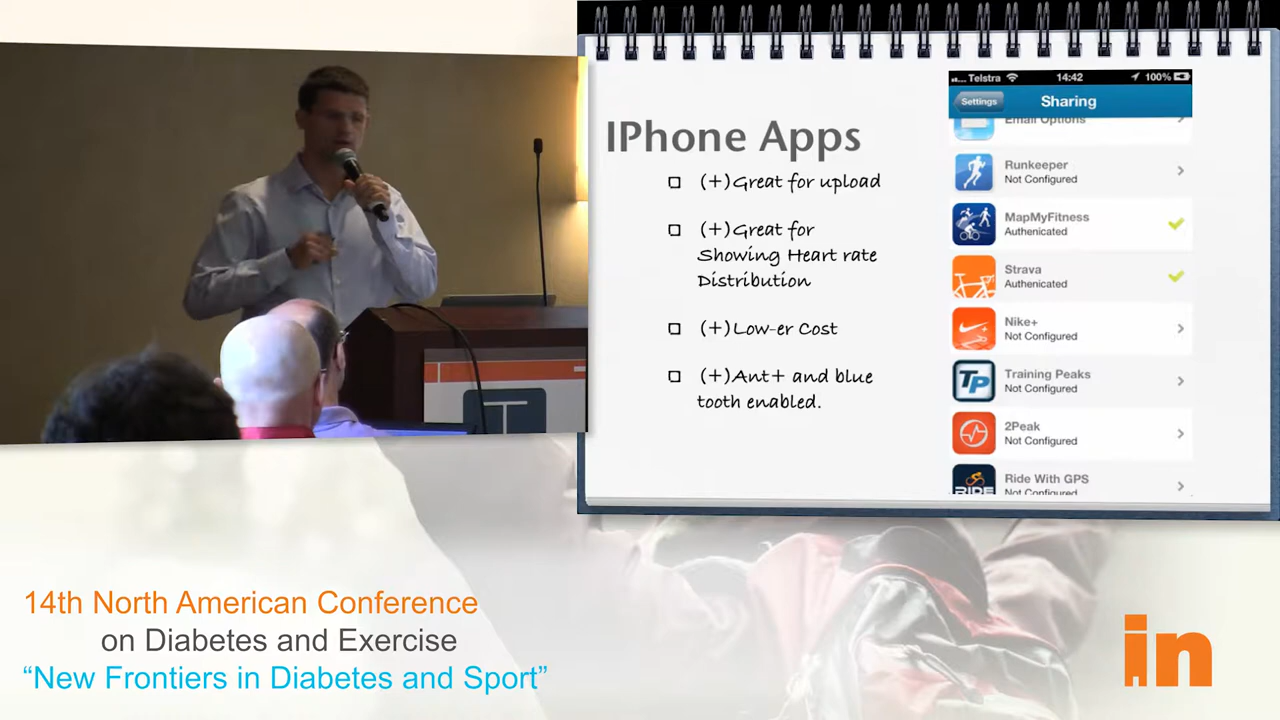 IPhone Apps
(+)Great for upload
(+)Great for
Showing Heart rate
Distribution
(+)Low-er Cost
(+)Ant+ and blue
tooth enabled.
Telstra 14:42 100%
Settings Sharing
Email Options
Runkeeper
Not Configured
MapMyFitness
Authenicated
Strava
Authenicated
Nike+
Not Configured
TP
Training Peaks
Not Configured
2Peak
Not Configured
RIDE
Ride With GPS
Not Configured
14th North American Conference
on Diabetes and Exercise
“New Frontiers in Diabetes and Sport”
in